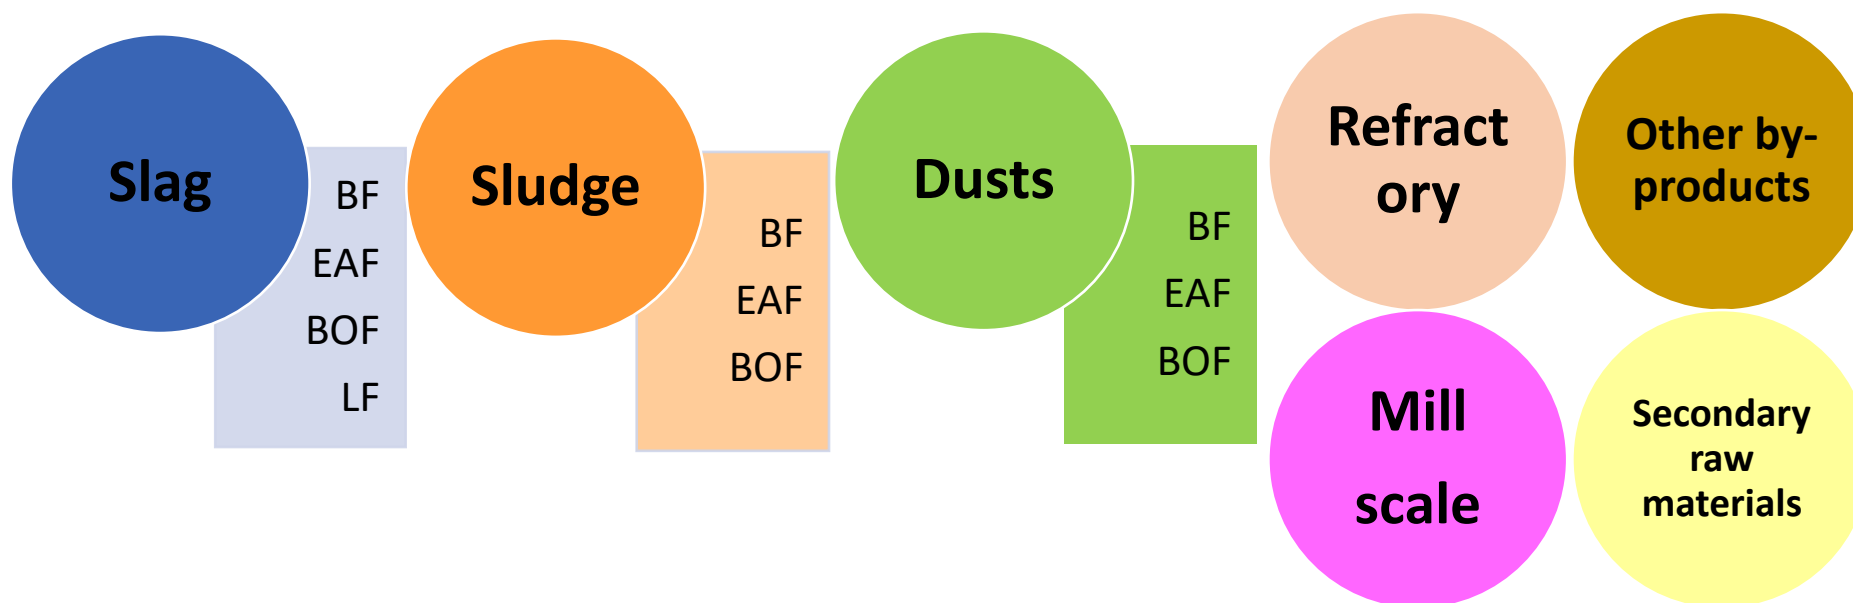 Slag
BF
EAF
BOF
LF
Sludge
BF
EAF
BOF
Dusts
BF
EAF
BOF
Refract
ory
Other by-
products
Mill
scale
Secondary
raw
materials